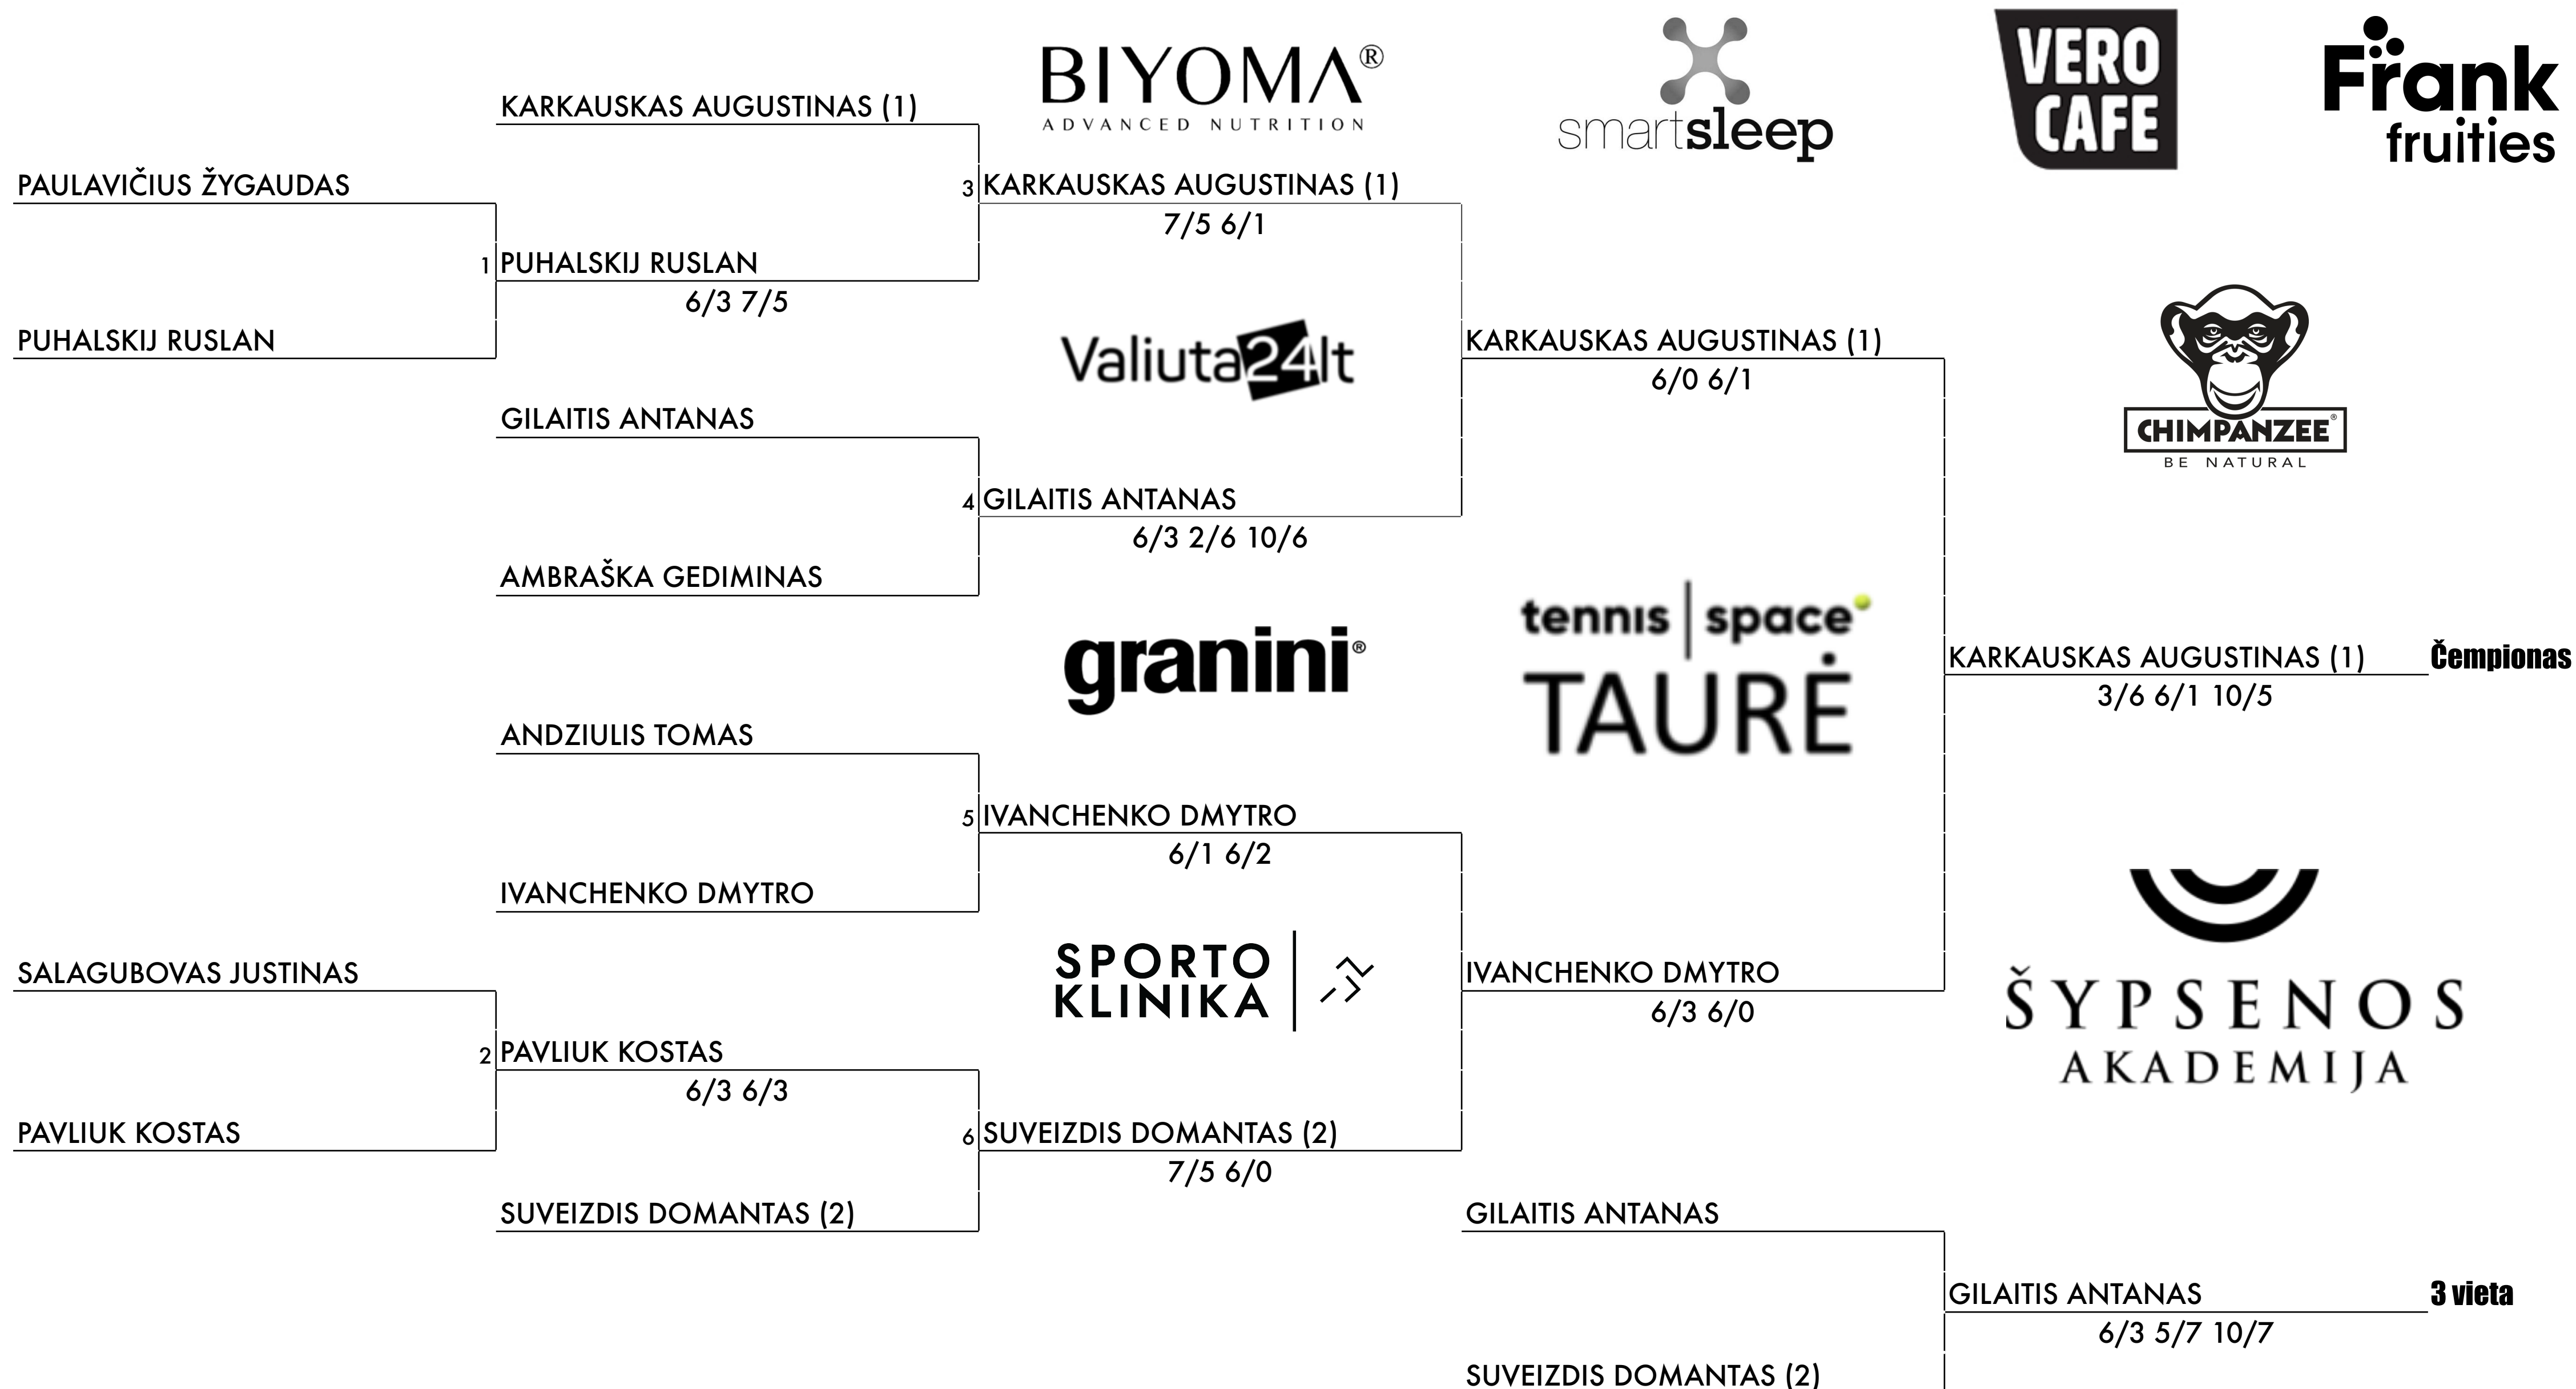 BIYOMA®
ADVANCED NUTRITION
smartsleep
VERO
CAFE
Frank
fruities
KARKAUSKAS AUGUSTINAS (1)
PAULAVIČIUS ŽYGAUDAS
3 KARKAUSKAS AUGUSTINAS (1)
7/5 6/1
1 PUHALSKIJ RUSLAN
6/3 7/5
PUHALSKIJ RUSLAN
Valiuta24lt
KARKAUSKAS AUGUSTINAS (1)
6/0 6/1
CHIMPANZEE®
BE NATURAL
GILAITIS ANTANAS
4 GILAITIS ANTANAS
6/3 2/6 10/6
AMBRAŠKA GEDIMINAS
granini®
tennis | space
TAURĖ
KARKAUSKAS AUGUSTINAS (1) Čempionas
3/6 6/1 10/5
ANDZIULIS TOMAS
5 IVANCHENKO DMYTRO
6/1 6/2
IVANCHENKO DMYTRO
SPORTO
KLINIKA
SALAGUBOVAS JUSTINAS
IVANCHENKO DMYTRO
6/3 6/0
ŠYPSENOS
AKADEMIJA
2 PAVLIUK KOSTAS
6/3 6/3
PAVLIUK KOSTAS
6 SUVEIZDIS DOMANTAS (2)
7/5 6/0
SUVEIZDIS DOMANTAS (2)
GILAITIS ANTANAS
GILAITIS ANTANAS 3 vieta
6/3 5/7 10/7
SUVEIZDIS DOMANTAS (2)